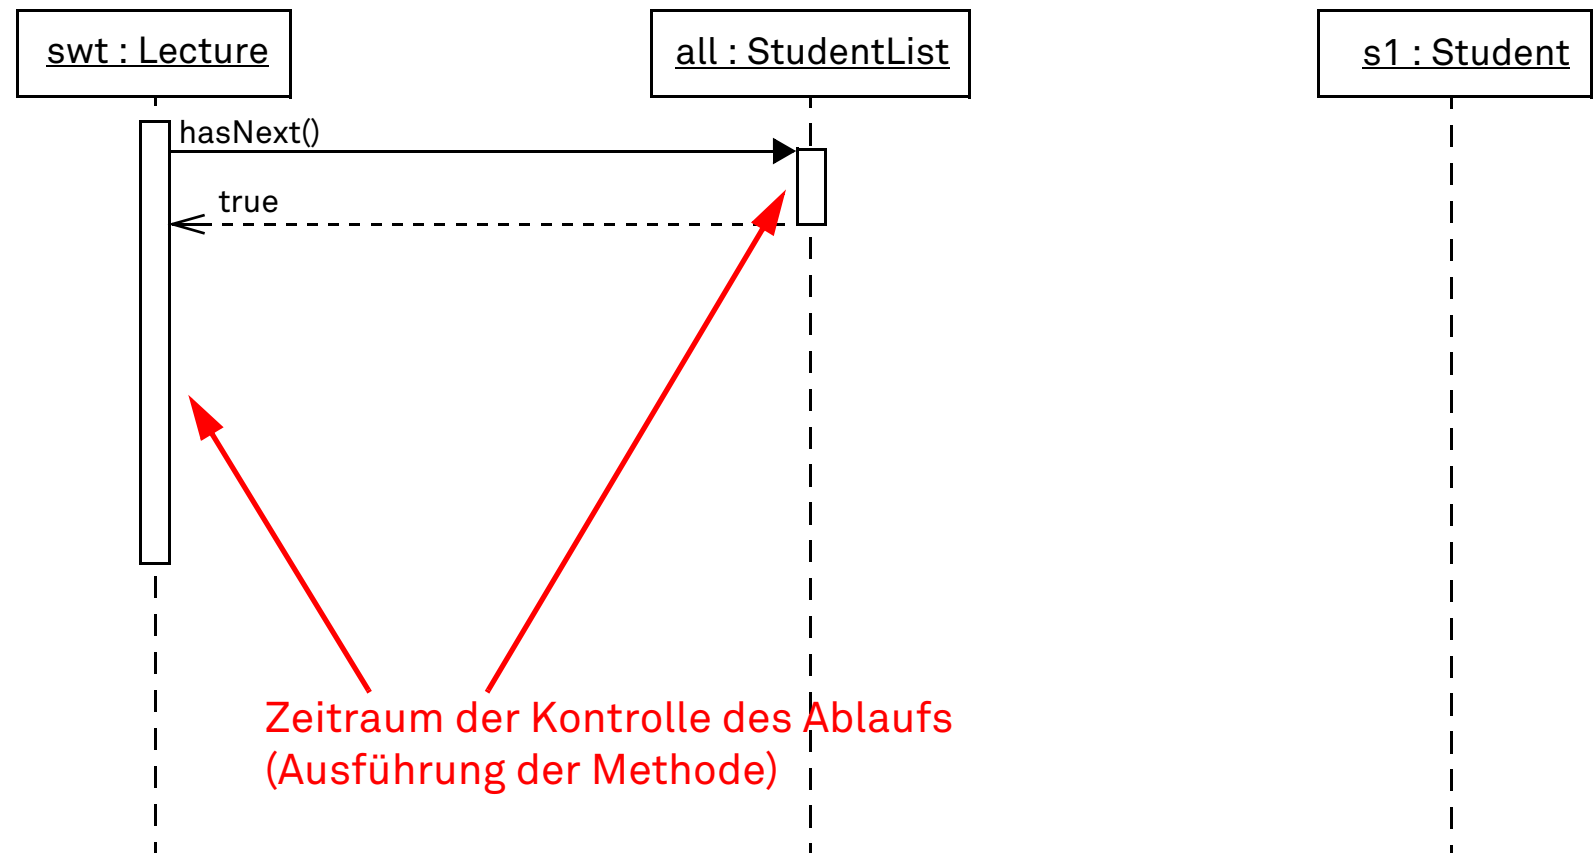 swt : Lecture
all : StudentList
s1 : Student
hasNext()
true
Zeitraum der Kontrolle des Ablaufs
(Ausführung der Methode)